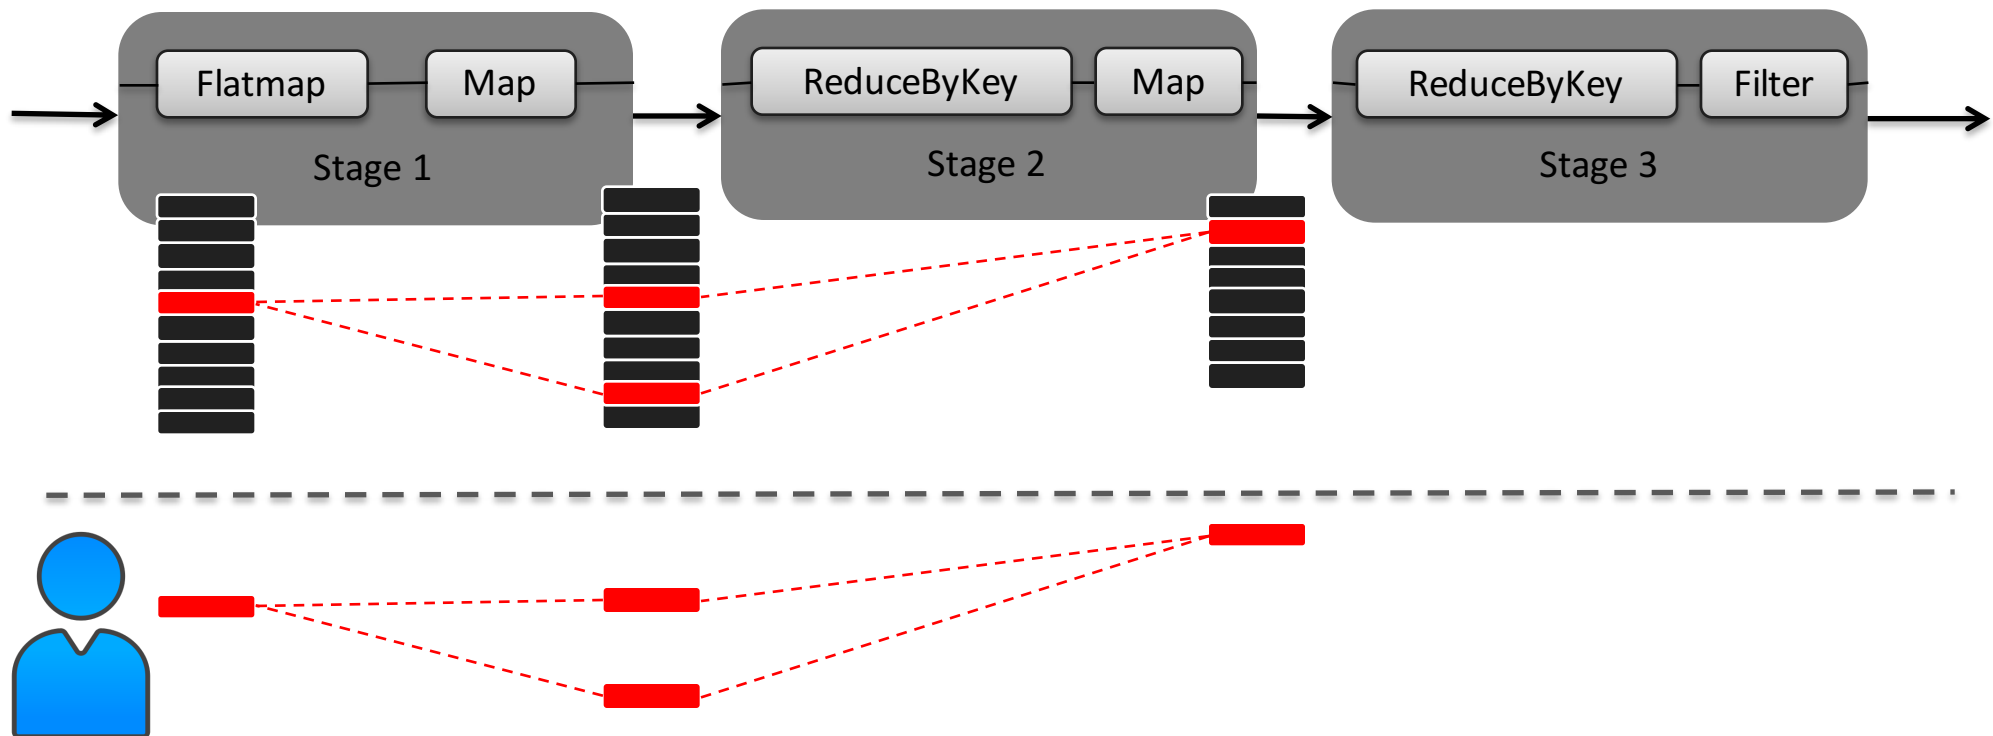 Flatmap
Map
ReduceByKey
Map
ReduceByKey
Filter
Stage 1
Stage 2
Stage 3